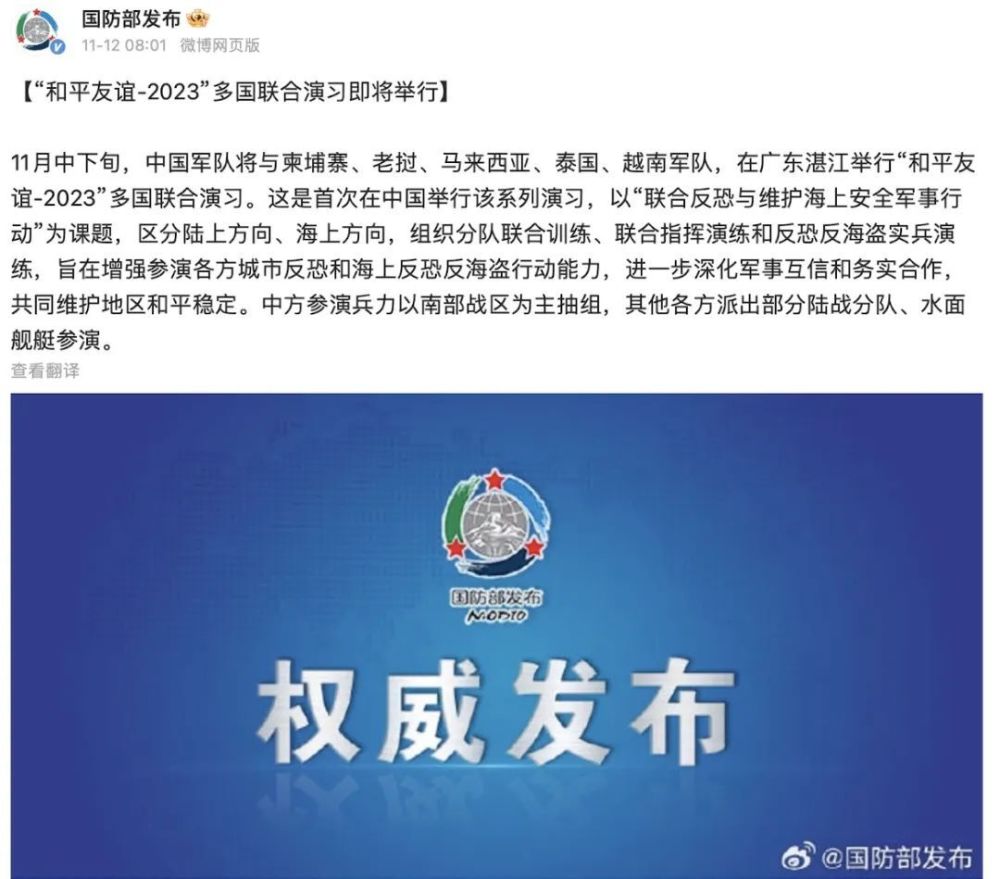 国防部发布
11-12 08:01 微博网页版
【“和平友谊-2023”多国联合演习即将举行】
11月中下旬，中国军队将与柬埔寨、老挝、马来西亚、泰国、越南军队，在广东湛江举行“和平友
谊-2023”多国联合演习。这是首次在中国举行该系列演习，以“联合反恐与维护海上安全军事行
动”为课题，区分陆上方向、海上方向，组织分队联合训练、联合指挥演练和反恐反海盗实兵演
练，旨在增强参演各方城市反恐和海上反恐反海盗行动能力，进一步深化军事互信和务实合作，
共同维护地区和平稳定。中方参演兵力以南部战区为主抽组，其他各方派出部分陆战分队、水面
舰艇参演。
查看翻译
国防部发布
MODIO
权威发布
@国防部发布